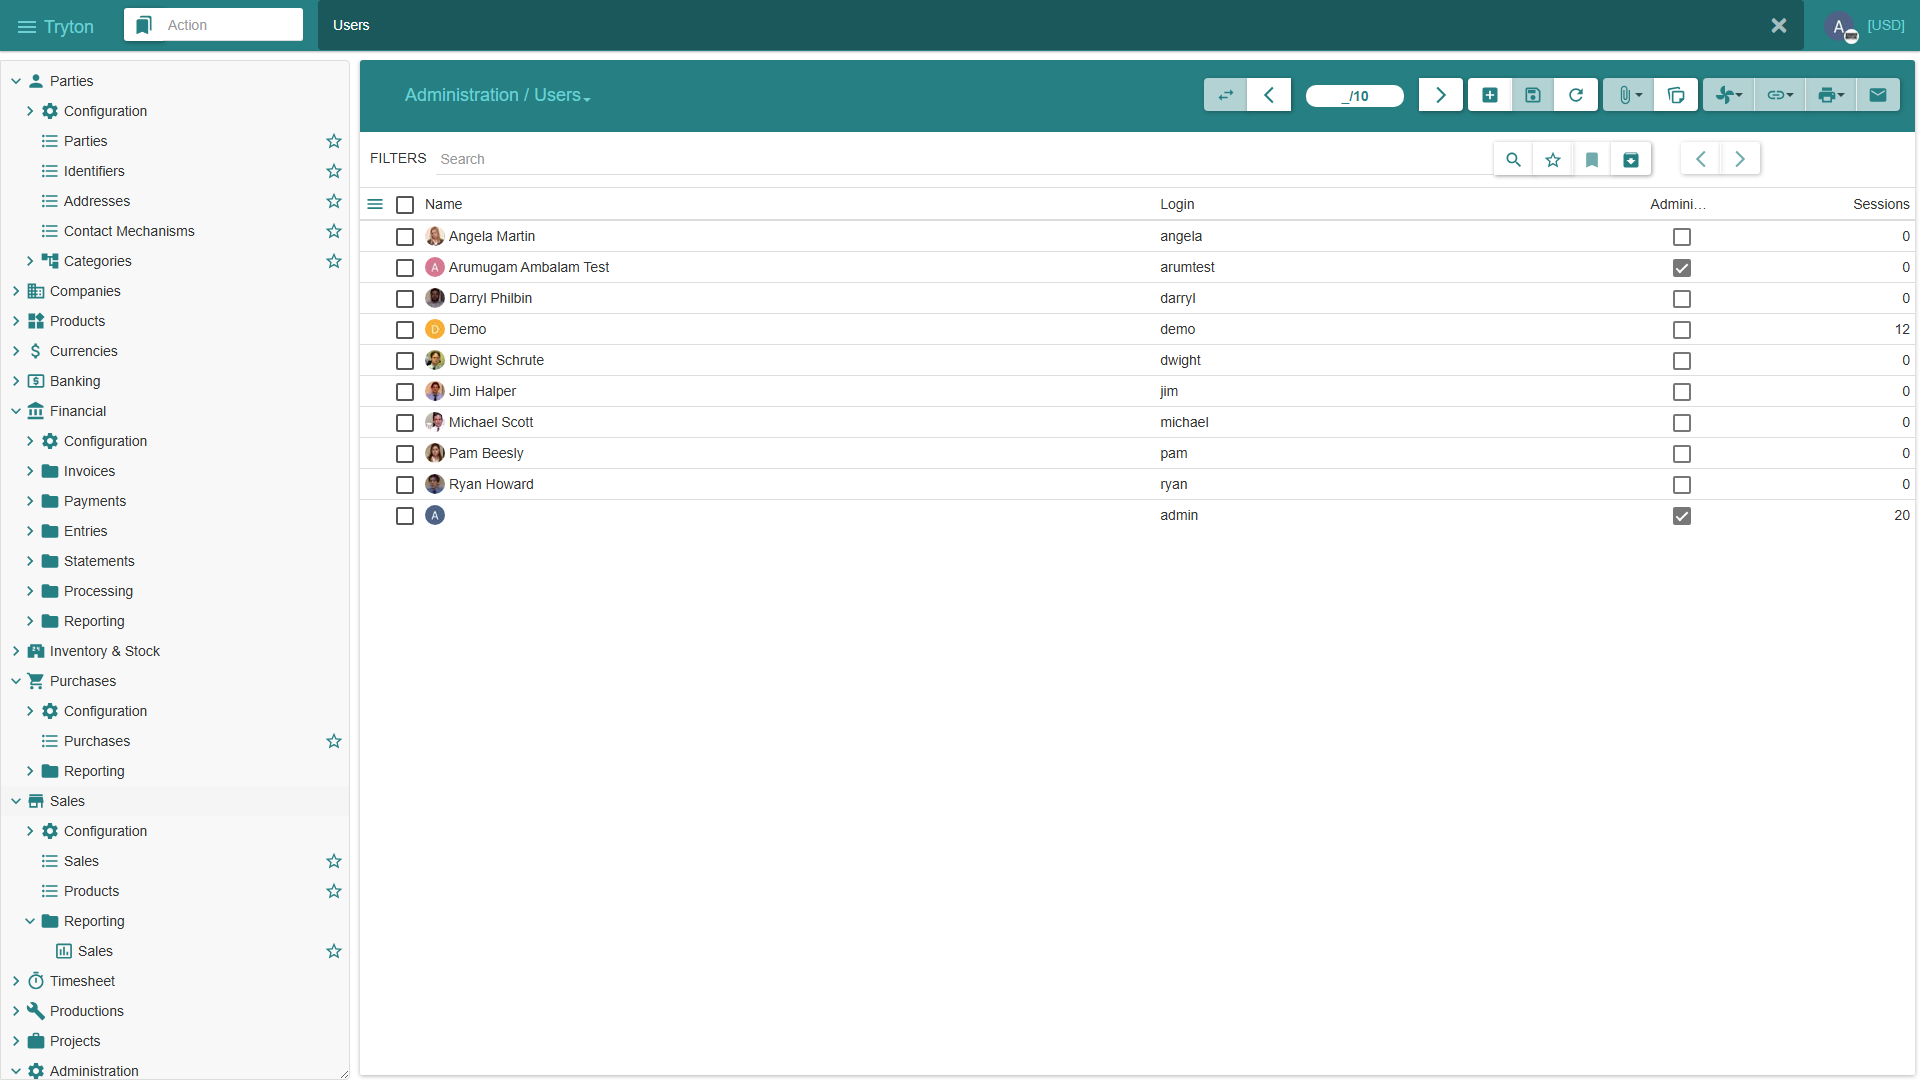 Tryton
Action
Users
A
[USD]
Parties
Configuration
Parties
Identifiers
Addresses
Contact Mechanisms
Categories
Companies
Products
Currencies
Banking
Financial
Configuration
Invoices
Payments
Entries
Statements
Processing
Reporting
Inventory & Stock
Purchases
Configuration
Purchases
Reporting
Sales
Configuration
Sales
Products
Reporting
Sales
Timesheet
Productions
Projects
Administration
Administration / Users
_/10
FILTERS Search
Name Login Admini… Sessions
Angela Martin angela 0
A Arumugam Ambalam Test arumtest 0
Darryl Philbin darryl 0
D Demo demo 12
Dwight Schrute dwight 0
Jim Halper jim 0
Michael Scott michael 0
Pam Beesly pam 0
Ryan Howard ryan 0
A admin 20